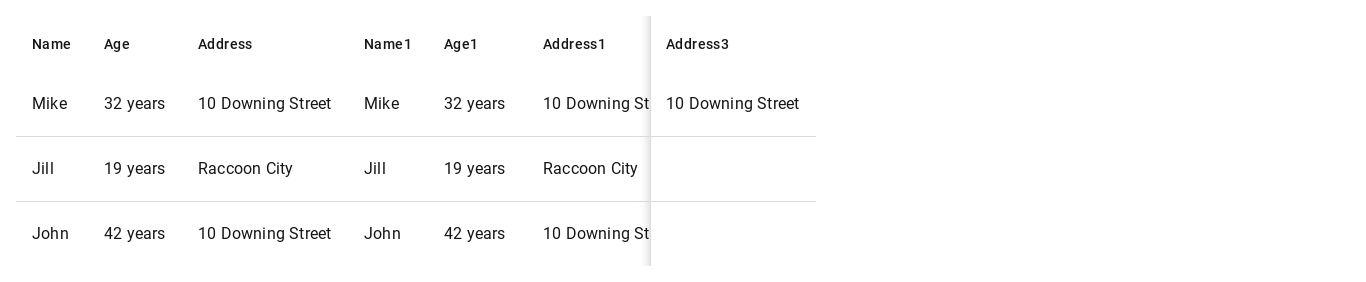 Name Age Address Name1 Age1 Address1 Address3
Mike 32 years 10 Downing Street Mike 32 years 10 Downing St 10 Downing Street
Jill 19 years Raccoon City Jill 19 years Raccoon City
John 42 years 10 Downing Street John 42 years 10 Downing St